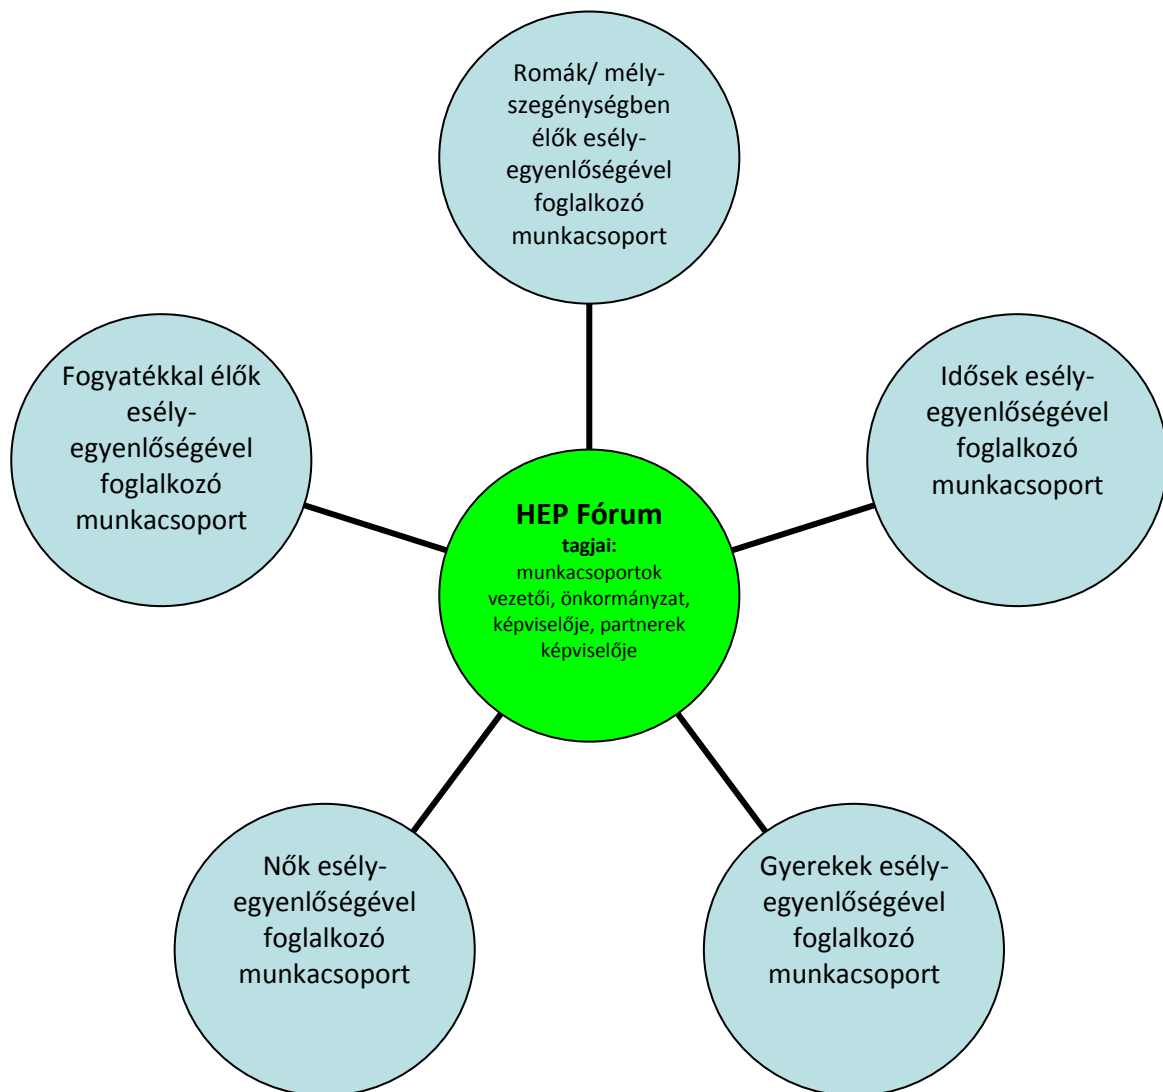 Romák/ mély-
szegénységben
élők esély-
egyenlőségével
foglalkozó
munkacsoport
Fogyatékkal élők
esély-
egyenlőségével
foglalkozó
munkacsoport
Idősek esély-
egyenlőségével
foglalkozó
munkacsoport
HEP Fórum
tagjai:
munkacsoportok
vezetői, önkormányzat,
képviselője, partnerek
képviselője
Nők esély-
egyenlőségével
foglalkozó
munkacsoport
Gyerekek esély-
egyenlőségével
foglalkozó
munkacsoport